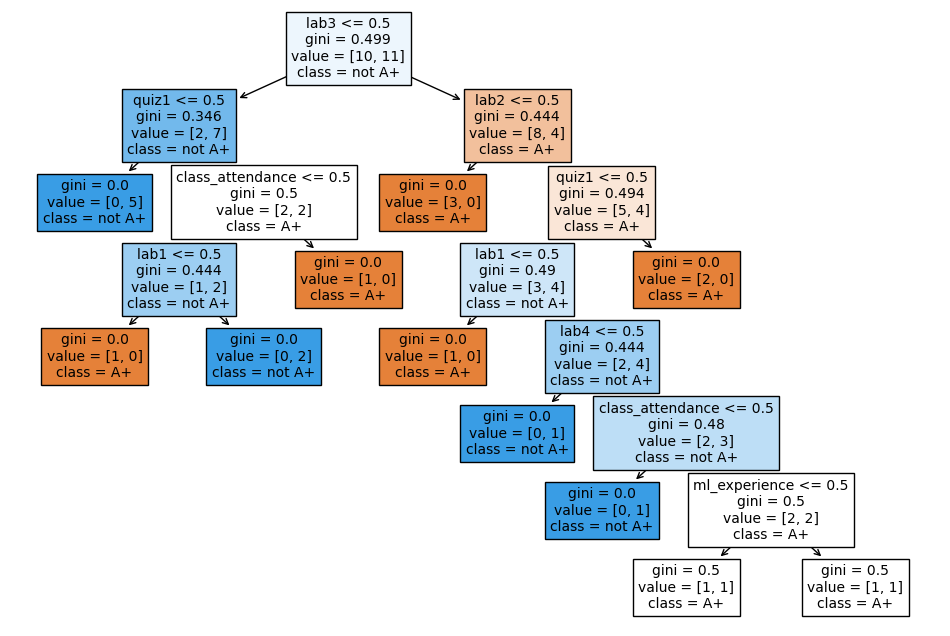 lab3 <= 0.5
gini = 0.499
value = [10, 11]
class = not A+
quiz1 <= 0.5
gini = 0.346
value = [2, 7]
class = not A+
lab2 <= 0.5
gini = 0.444
value = [8, 4]
class = A+
gini = 0.0
value = [0, 5]
class = not A+
class_attendance <= 0.5
gini = 0.5
value = [2, 2]
class = A+
gini = 0.0
value = [3, 0]
class = A+
quiz1 <= 0.5
gini = 0.494
value = [5, 4]
class = A+
lab1 <= 0.5
gini = 0.444
value = [1, 2]
class = not A+
gini = 0.0
value = [1, 0]
class = A+
lab1 <= 0.5
gini = 0.49
value = [3, 4]
class = not A+
gini = 0.0
value = [2, 0]
class = A+
gini = 0.0
value = [1, 0]
class = A+
gini = 0.0
value = [0, 2]
class = not A+
gini = 0.0
value = [1, 0]
class = A+
lab4 <= 0.5
gini = 0.444
value = [2, 4]
class = not A+
gini = 0.0
value = [0, 1]
class = not A+
class_attendance <= 0.5
gini = 0.48
value = [2, 3]
class = not A+
gini = 0.0
value = [0, 1]
class = not A+
ml_experience <= 0.5
gini = 0.5
value = [2, 2]
class = A+
gini = 0.5
value = [1, 1]
class = A+
gini = 0.5
value = [1, 1]
class = A+